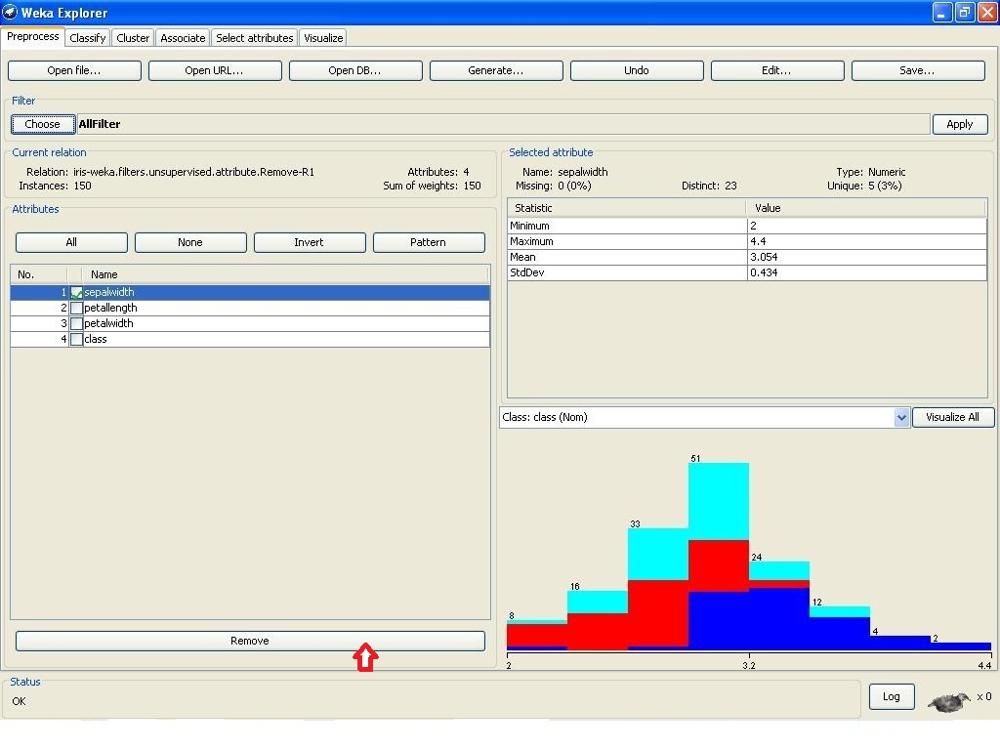 Weka Explorer
Preprocess Classify Cluster Associate Select attributes Visualize
Open file... Open URL... Open DB... Generate... Undo Edit... Save...
Filter
Choose AllFilter Apply
Current relation
Relation: iris-weka.filters.unsupervised.attribute.Remove-R1 Attributes: 4
Instances: 150 Sum of weights: 150
Attributes
All None Invert Pattern
No. Name
1 sepalwidth
2 petallength
3 petalwidth
4 class
Remove
Selected attribute
Name: sepalwidth Type: Numeric
Missing: 0 (0%) Distinct: 23 Unique: 5 (3%)
Statistic Value
Minimum 2
Maximum 4.4
Mean 3.054
StdDev 0.434
Class: class (Nom) Visualize All
8 16 33 51 24 12 4 2
2 3.2 4.4
Status
OK
Log x 0